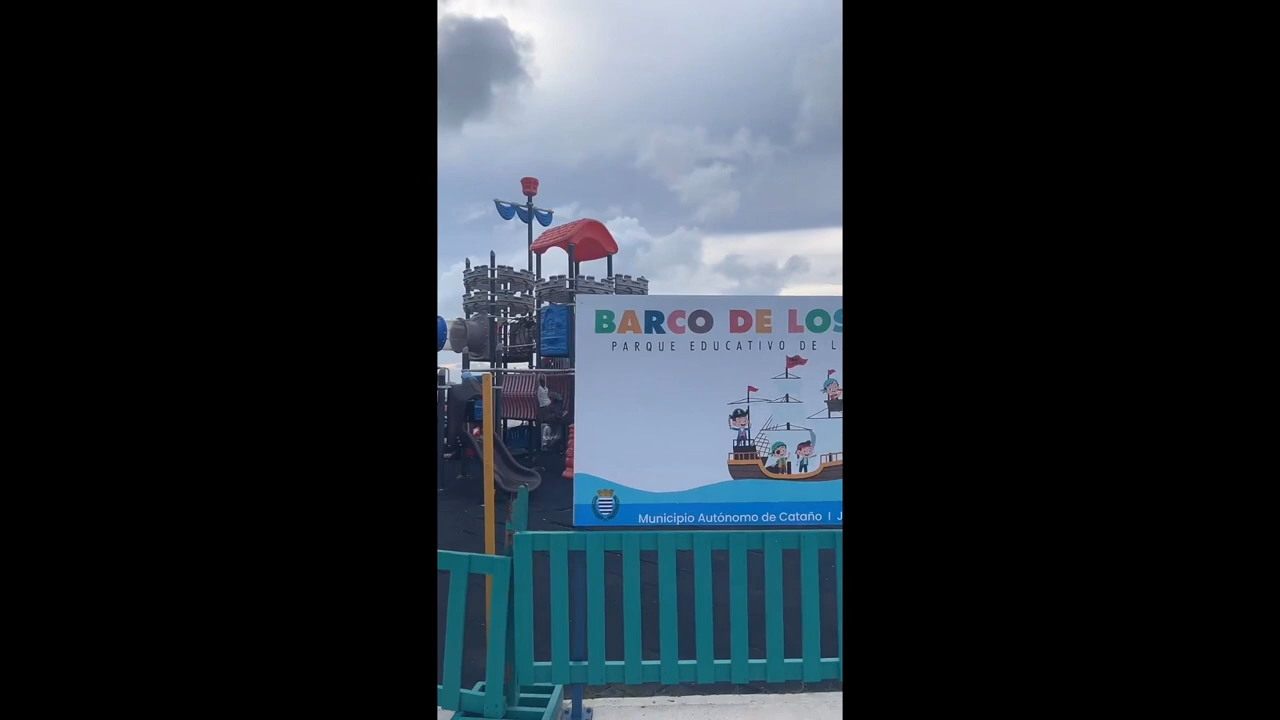 BARCO DE LOS
PARQUE EDUCATIVO DE L
Municipio Autónomo de Cataño | J